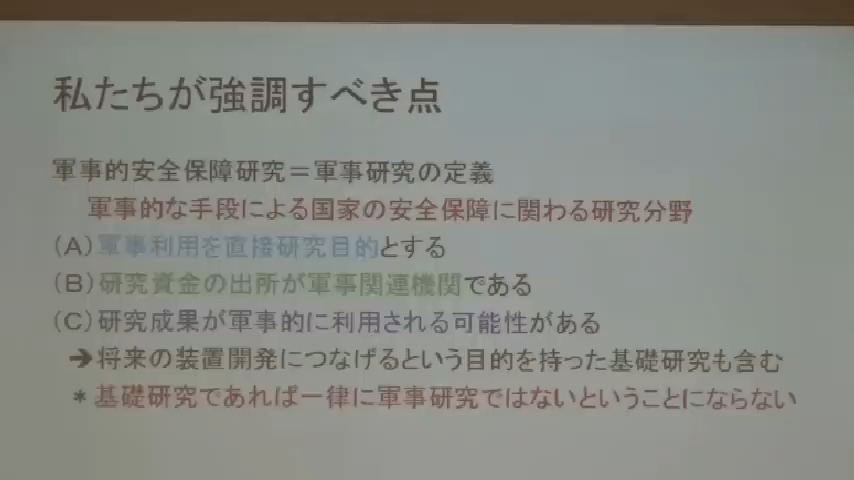 私たちが強調すべき点
軍事的安全保障研究＝軍事研究の定義
軍事的な手段による国家の安全保障に関わる研究分野
（A）軍事利用を直接研究目的とする
（B）研究資金の出所が軍事関連機関である
（C）研究成果が軍事的に利用される可能性がある
➔将来の装置開発につなげるという目的を持った基礎研究も含む
＊基礎研究であれば一律に軍事研究ではないということにならない